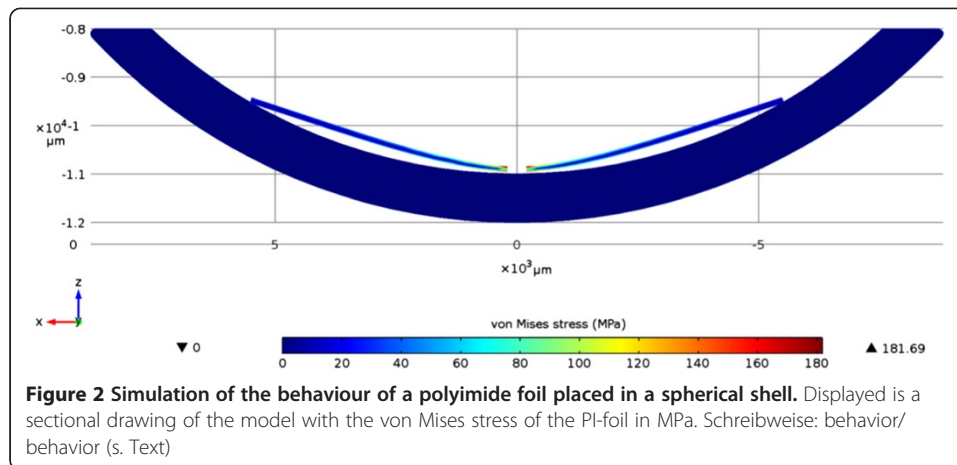 -0.8
-0.9
×10⁴-1
µm
-1.1
-1.2
0 5 0 -5
×10³ µm
z
x y
von Mises stress (MPa)
▼ 0 ▲ 181.69
0 20 40 60 80 100 120 140 160 180
Figure 2 Simulation of the behaviour of a polyimide foil placed in a spherical shell. Displayed is a
sectional drawing of the model with the von Mises stress of the PI-foil in MPa. Schreibweise: behavior/
behavior (s. Text)